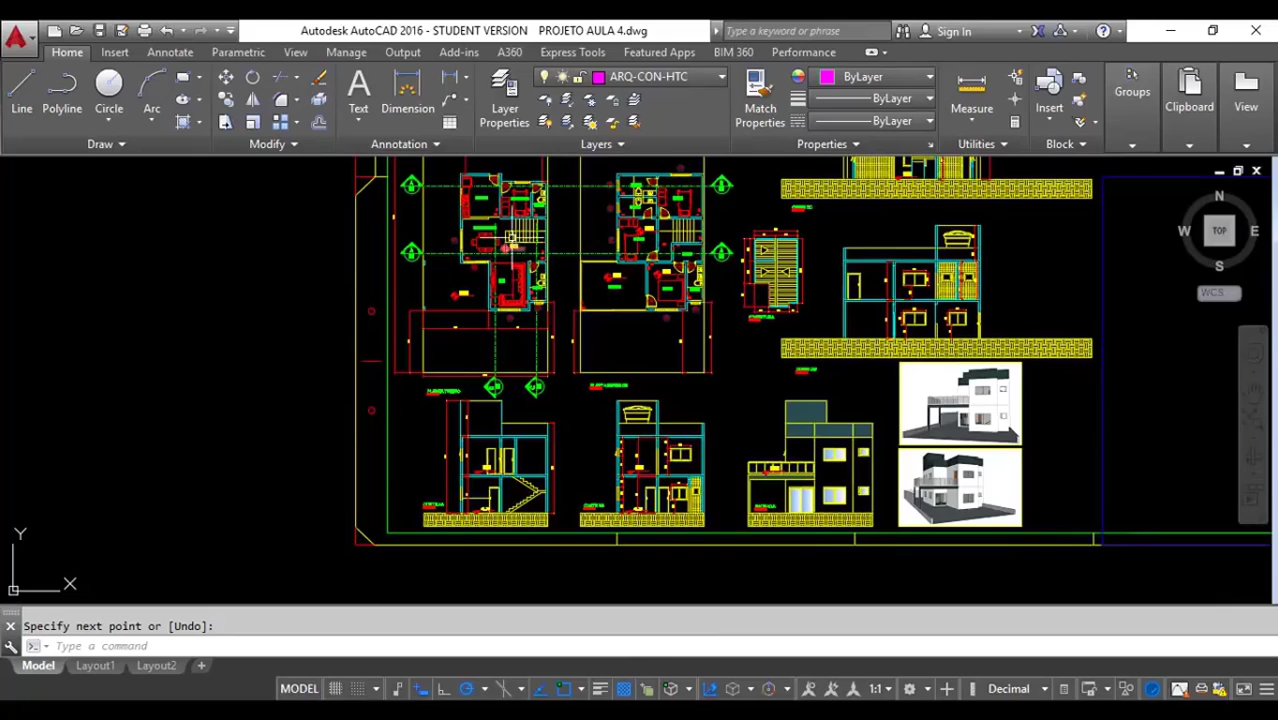 Autodesk AutoCAD 2016 - STUDENT VERSION PROJETO AULA 4.dwg
Type a keyword or phrase
Sign In
Home Insert Annotate Parametric View Manage Output Add-ins A360 Express Tools Featured Apps BIM 360 Performance
Line Polyline Circle Arc
Text Dimension
Layer
Properties
ARQ-CON-HTC
Match
Properties
ByLayer
ByLayer
ByLayer
Measure
Insert
Groups
Clipboard
View
Draw
Modify
Annotation
Layers
Properties
Utilities
Block
N
W TOP E
S
WCS
Y
X
Specify next point or [Undo]:
Type a command
Model Layout1 Layout2 +
MODEL
1:1
Decimal